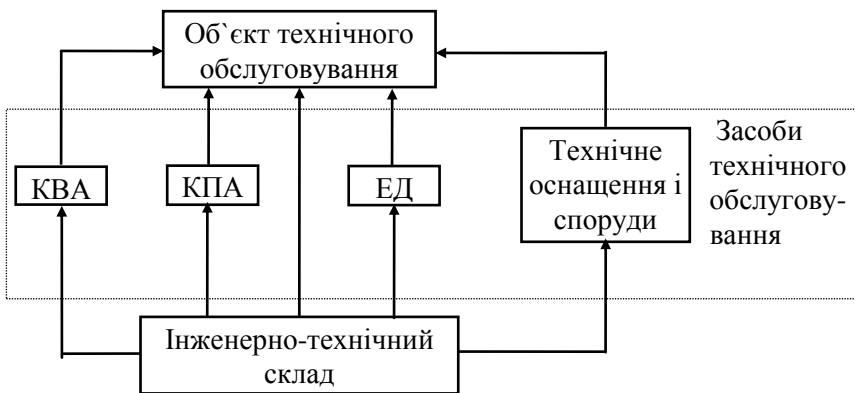 Об`єкт технічного
обслуговування
Засоби
технічного
обслугову-
вання
КВА
КПА
ЕД
Технічне
оснащення і
споруди
Інженерно-технічний
склад